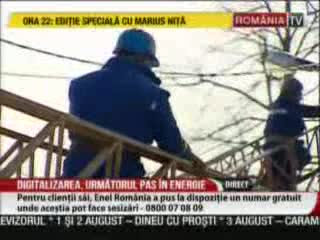 ORA 22: EDIȚIE SPECIALĂ CU MARIUS NIȚĂ
ROMÂNIA TV
DIGITALIZAREA, URMĂTORUL PAS ÎN ENERGIE
DIRECT
Pentru clienții săi, Enel România a pus la dispoziție un numar gratuit
unde aceștia pot face sesizări - 0800 07 08 09
EVIZORUL * 1 ȘI 2 AUGUST – DINEU CU PROȘTI * 3 AUGUST – CARAM